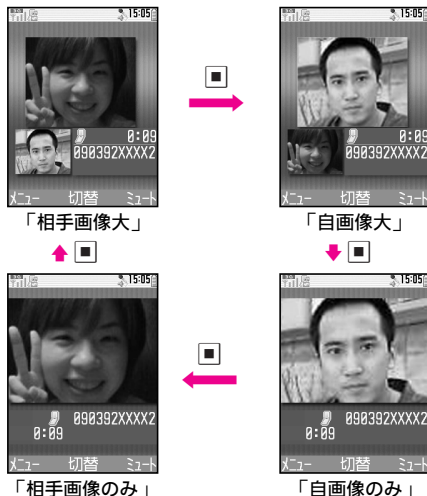 15:05
0:09
090392XXXX2
メニュー 切替 ミュート
「相手画像大」
15:05
0:09
090392XXXX2
メニュー 切替 ミュート
「自画像大」
15:05
090392XXXX2
0:09
メニュー 切替 ミュート
「相手画像のみ」
15:05
090392XXXX2
0:09
メニュー 切替 ミュート
「自画像のみ」